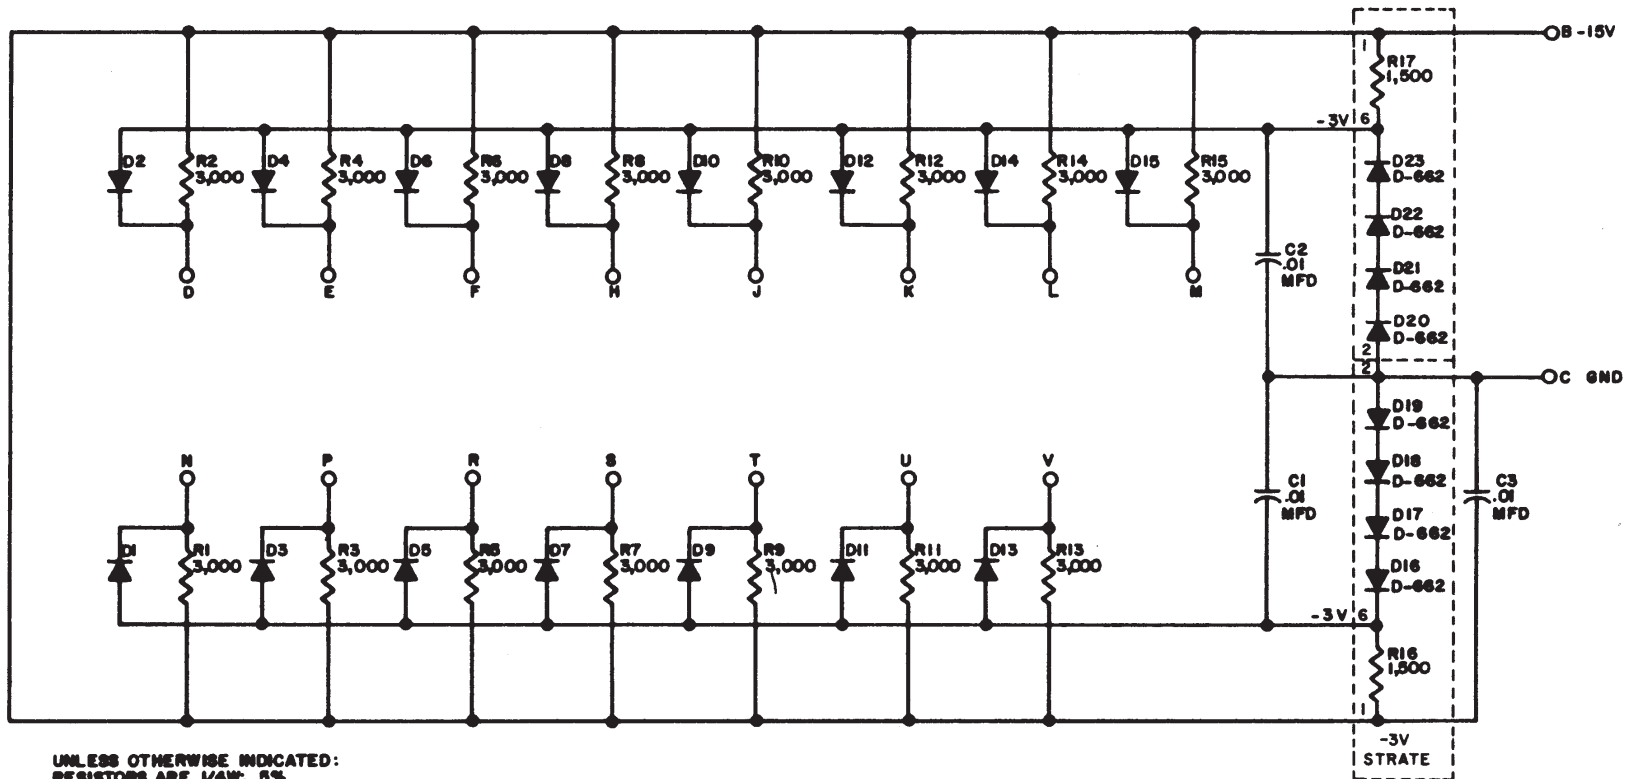 B -15V
1
R17
1,500
-3V 6
D2 R2 3,000
D4 R4 3,000
D6 R6 3,000
D8 R8 3,000
D10 R10 3,000
D12 R12 3,000
D14 R14 3,000
D15 R15 3,000
D23
D-662
D22
D-662
D21
D-662
D20
D-662
C2
.01
MFD
D E F H J K L M
2
2
C GND
D19
D-662
D18
D-662
D17
D-662
D16
D-662
N P R S T U V
C1
.01
MFD
C3
.01
MFD
D1 R1 3,000
D3 R3 3,000
D5 R5 3,000
D7 R7 3,000
D9 R9 3,000
D11 R11 3,000
D13 R13 3,000
-3V 6
R16
1,500
1
-3V
STRATE
UNLESS OTHERWISE INDICATED:
RESISTORS ARE 1/4W; 5%